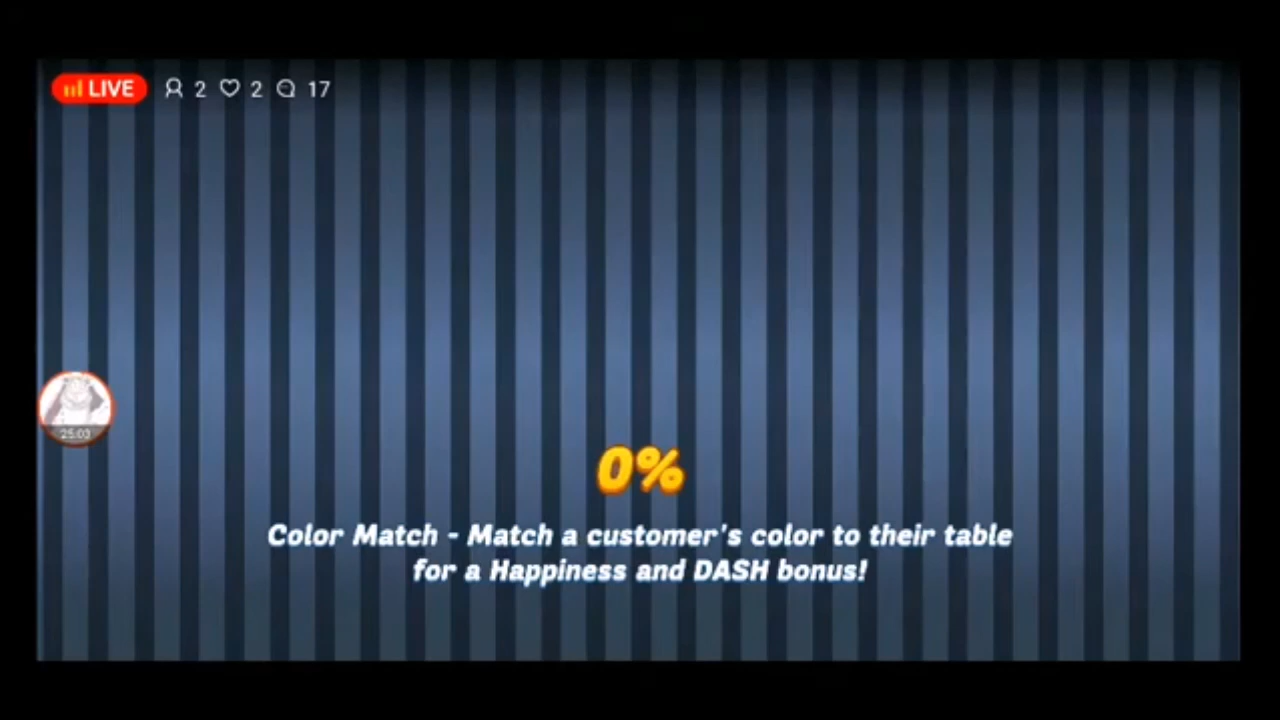 LIVE 2 2 17
25:03
0%
Color Match - Match a customer's color to their table
for a Happiness and DASH bonus!